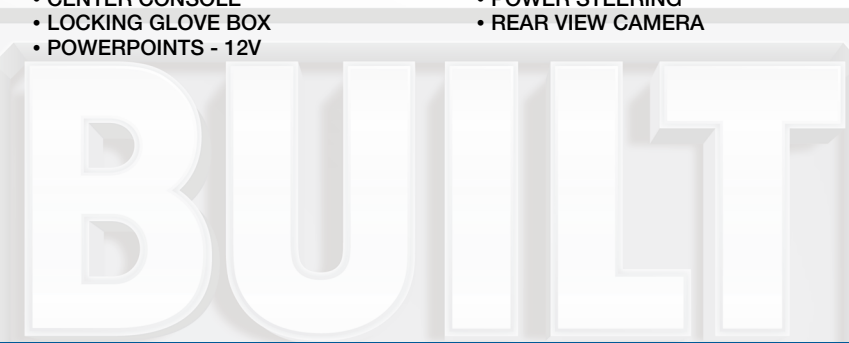 • CENTER CONSOLE
• LOCKING GLOVE BOX
• POWERPOINTS - 12V
• POWER STEERING
• REAR VIEW CAMERA
BUILT